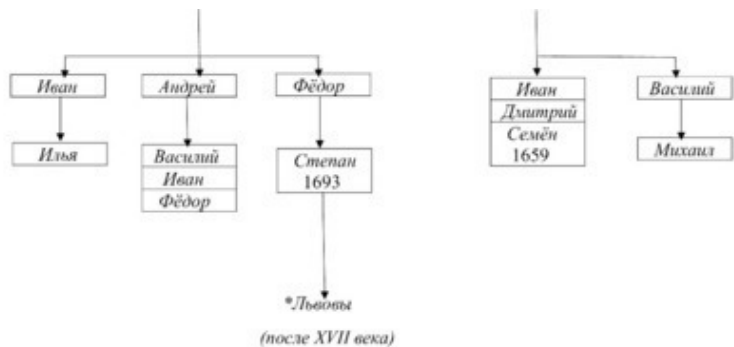 Иван
Андрей
Фёдор
Иван
Дмитрий
Семён
1659
Василий
Илья
Василий
Иван
Фёдор
Степан
1693
Михаил
*Львовы
(после XVII века)